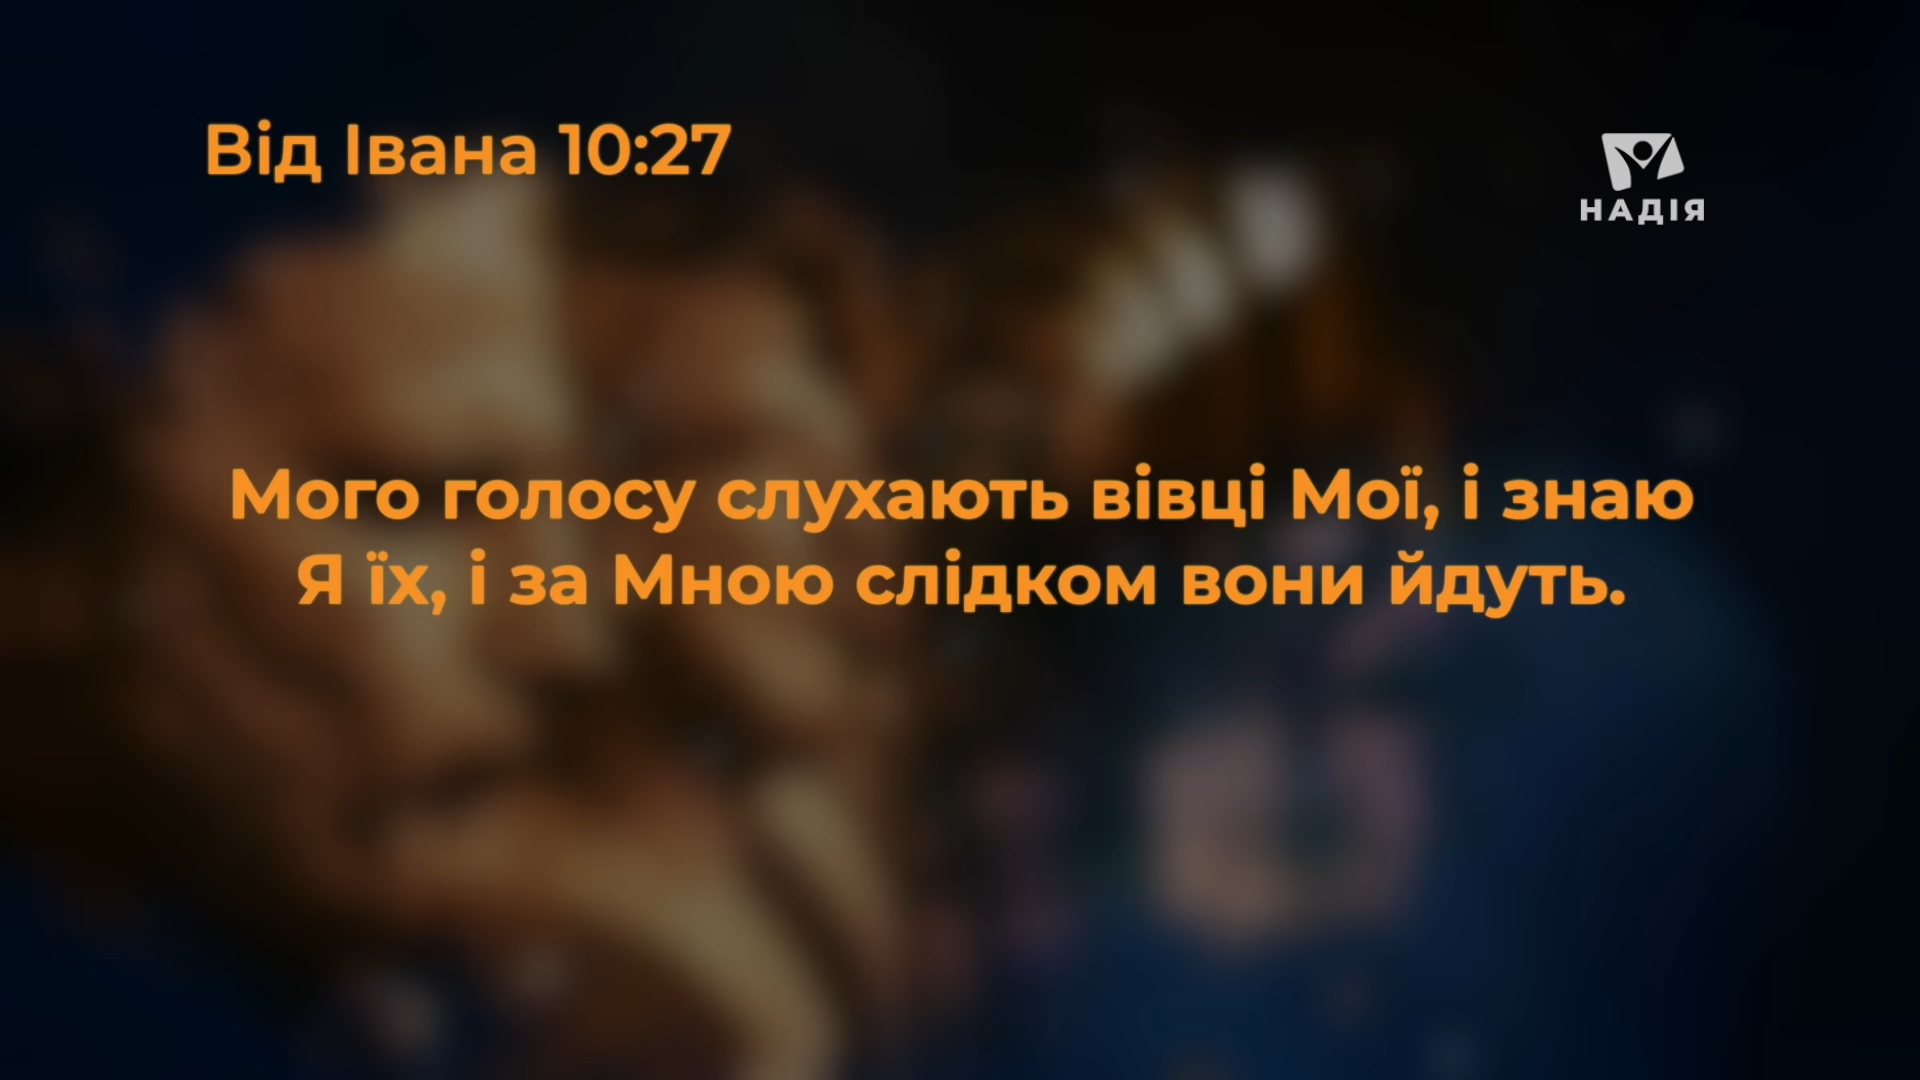 Від Івана 10:27
НАДІЯ
Мого голосу слухають вівці Мої, і знаю
Я їх, і за Мною слідком вони йдуть.